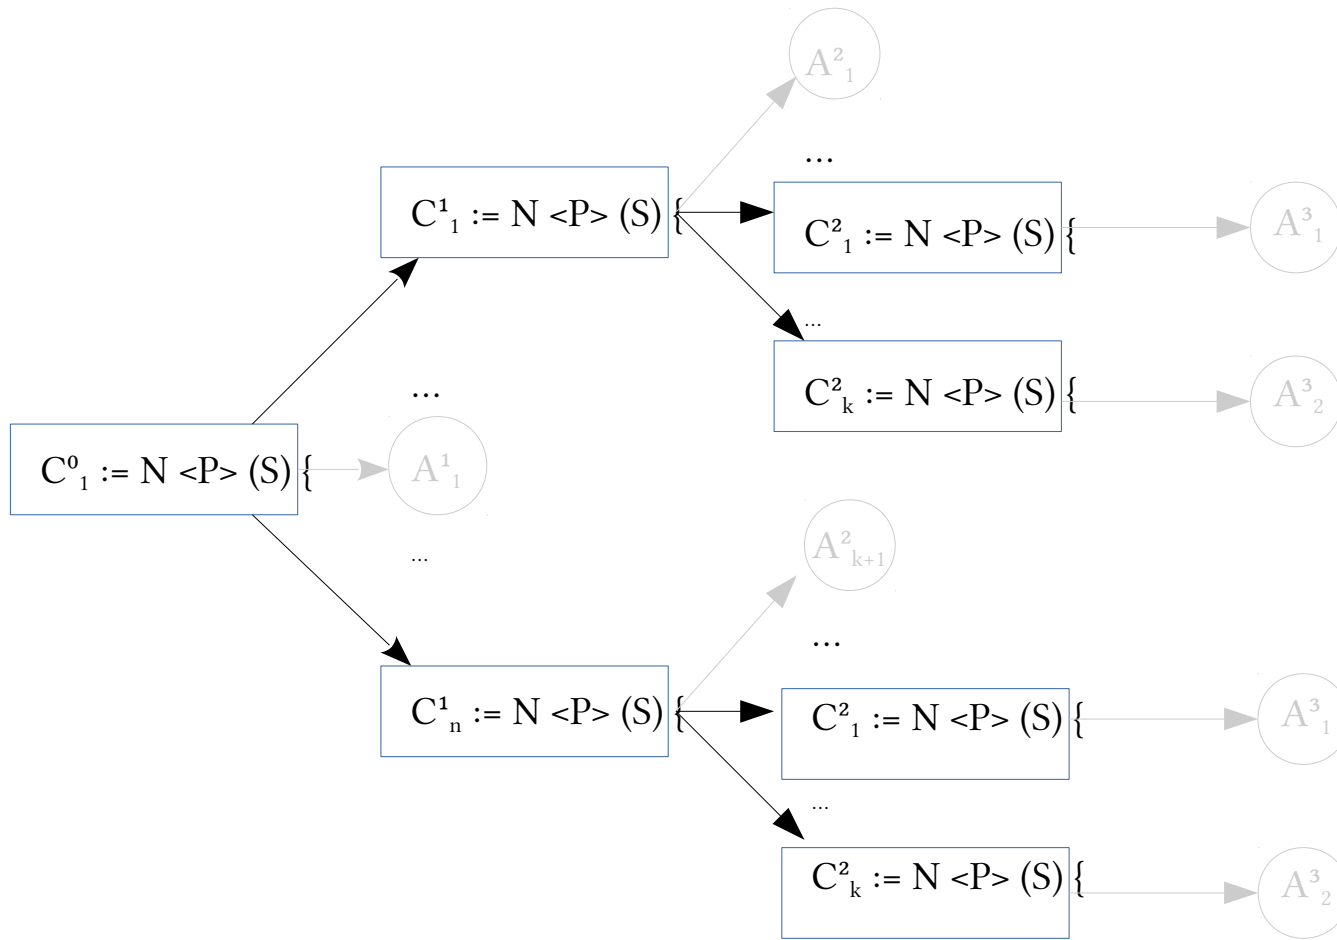 A²₁
...
C¹₁ := N <P> (S) {
C²₁ := N <P> (S) {
A³₁
...
C²ₖ := N <P> (S) {
A³₂
...
C⁰₁ := N <P> (S) {
A¹₁
...
A²ₖ₊₁
...
C¹ₙ := N <P> (S) {
C²₁ := N <P> (S) {
A³₁
...
C²ₖ := N <P> (S) {
A³₂